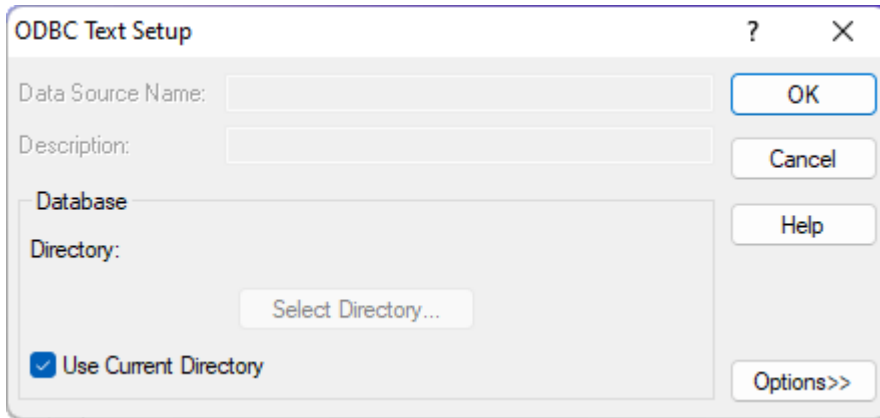 ODBC Text Setup
?
Data Source Name:
OK
Description:
Cancel
Database
Help
Directory:
Select Directory...
Use Current Directory
Options>>